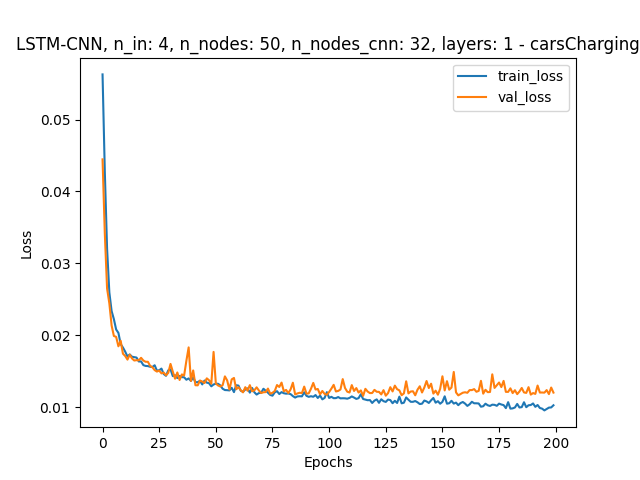 LSTM-CNN, n_in: 4, n_nodes: 50, n_nodes_cnn: 32, layers: 1 - carsCharging
train_loss
val_loss
0.05
0.04
0.03
0.02
0.01
Loss
0 25 50 75 100 125 150 175 200
Epochs